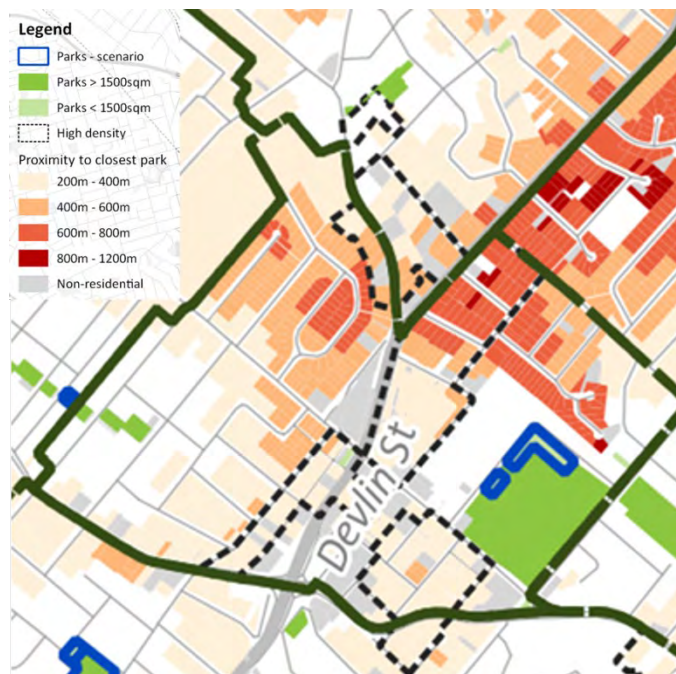 Legend
Parks - scenario
Parks > 1500sqm
Parks < 1500sqm
High density
Proximity to closest park
200m - 400m
400m - 600m
600m - 800m
800m - 1200m
Non-residential
Devlin St